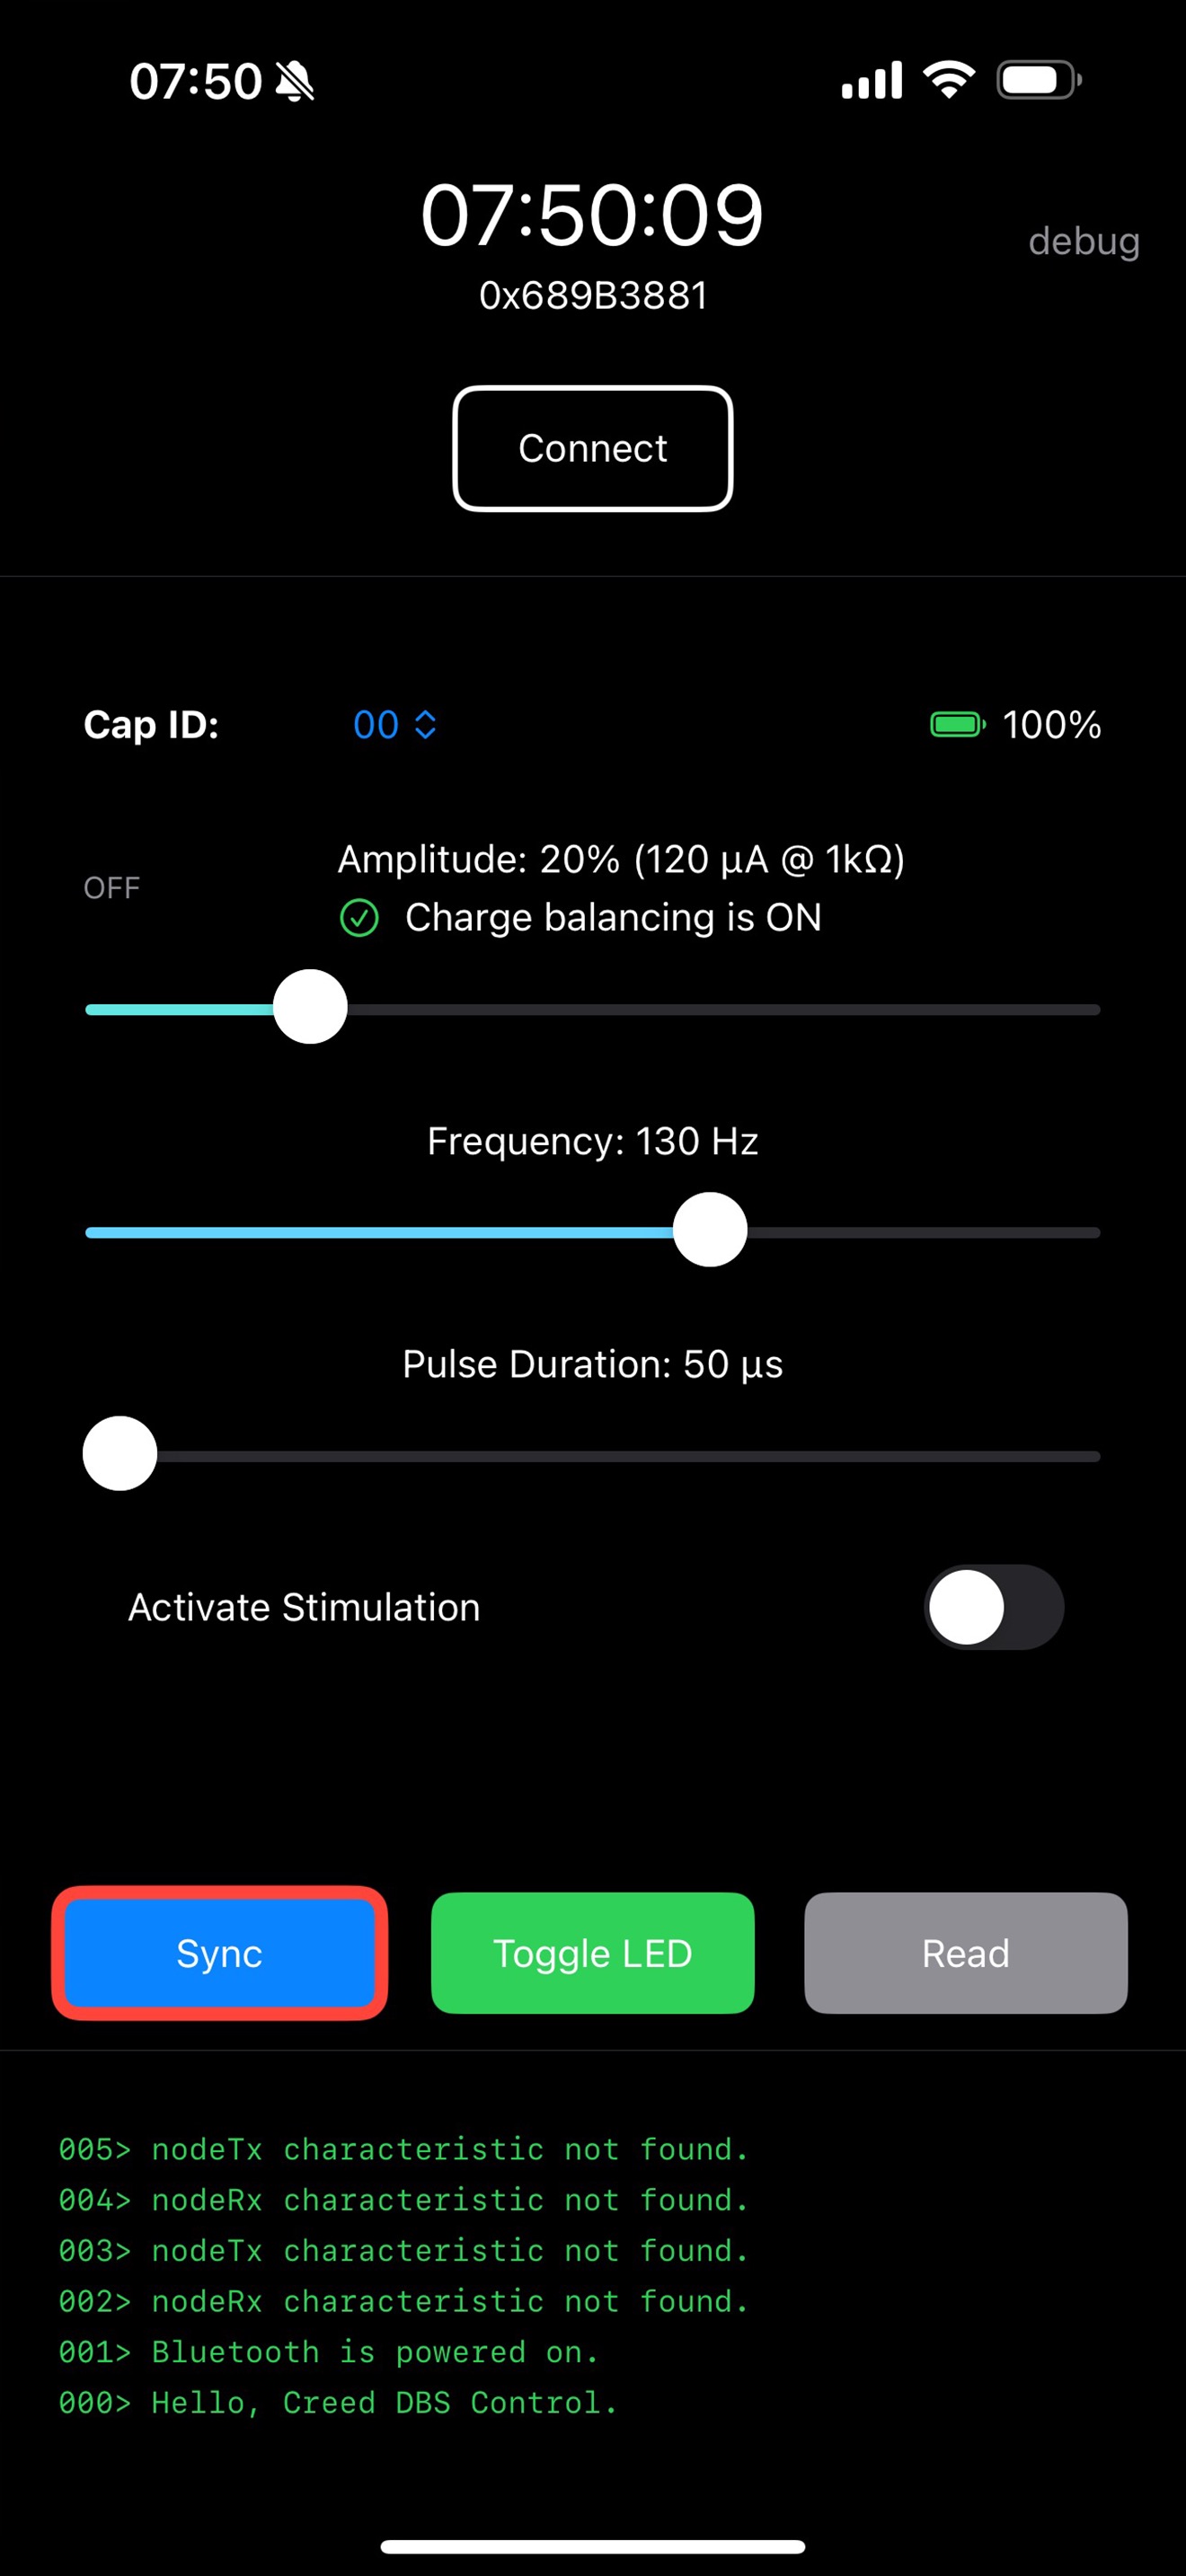 07:50
07:50:09
debug
0x689B3881
Connect
Cap ID:
00
100%
Amplitude: 20% (120 µA @ 1kΩ)
OFF
Charge balancing is ON
Frequency: 130 Hz
Pulse Duration: 50 µs
Activate Stimulation
Sync
Toggle LED
Read
005> nodeTx characteristic not found.
004> nodeRx characteristic not found.
003> nodeTx characteristic not found.
002> nodeRx characteristic not found.
001> Bluetooth is powered on.
000> Hello, Creed DBS Control.